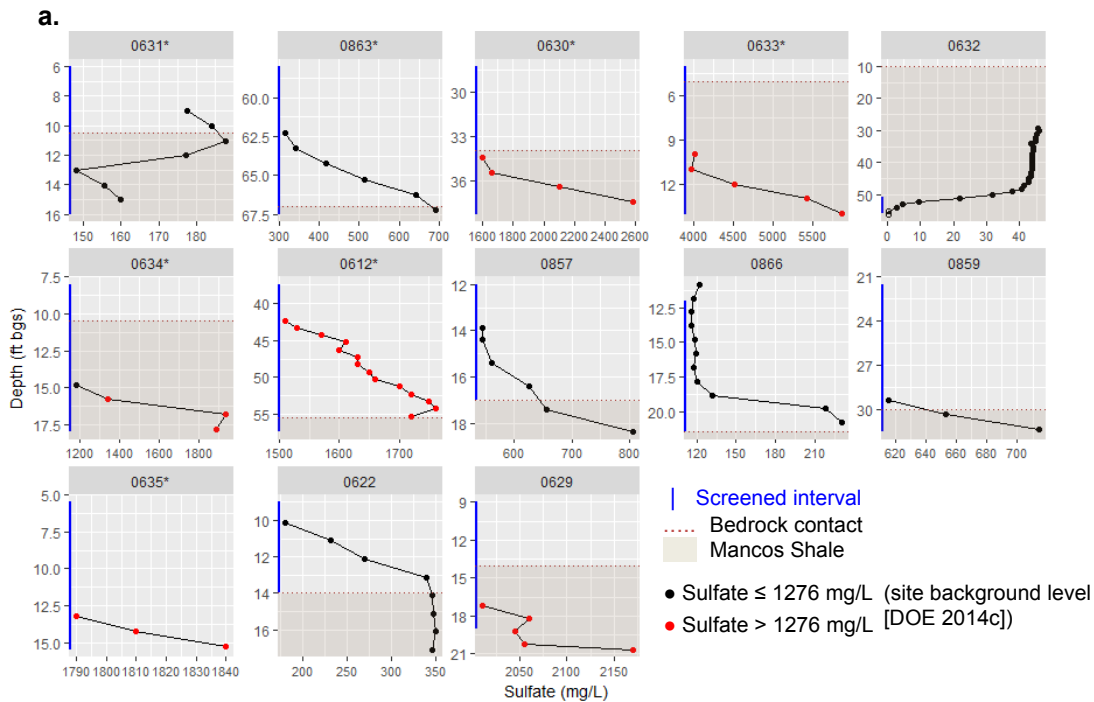 a.
0631* 0863* 0630* 0633* 0632
6 8 10 12 14 16
60.0 62.5 65.0 67.5
30 33 36
6 9 12
10 20 30 40 50
150 160 170 180
300 400 500 600 700
1600 2000 2200 2400 2600
4000 4500 5000 5500
0 10 20 30 40
Depth (ft bgs)
0634* 0612* 0857 0866 0859
7.5 10.0 12.5 15.0 17.5
40 45 50 55
12 14 16 18
12.5 15.0 17.5 20.0
21 24 26 29 30 31
1200 1400 1600 1800
1500 1600 1700
600 700 800
120 150 180 210
620 640 660 680 700
0635* 0622 0629
5.0 7.5 10.0 12.5 15.0
10 12 14 16
9 12 15 18 21
1790 1800 1810 1820 1830 1840
200 250 300 350
2050 2100 2150
Sulfate (mg/L)
Screened interval
Bedrock contact
Mancos Shale
Sulfate ≤ 1276 mg/L (site background level
Sulfate > 1276 mg/L [DOE 2014c])